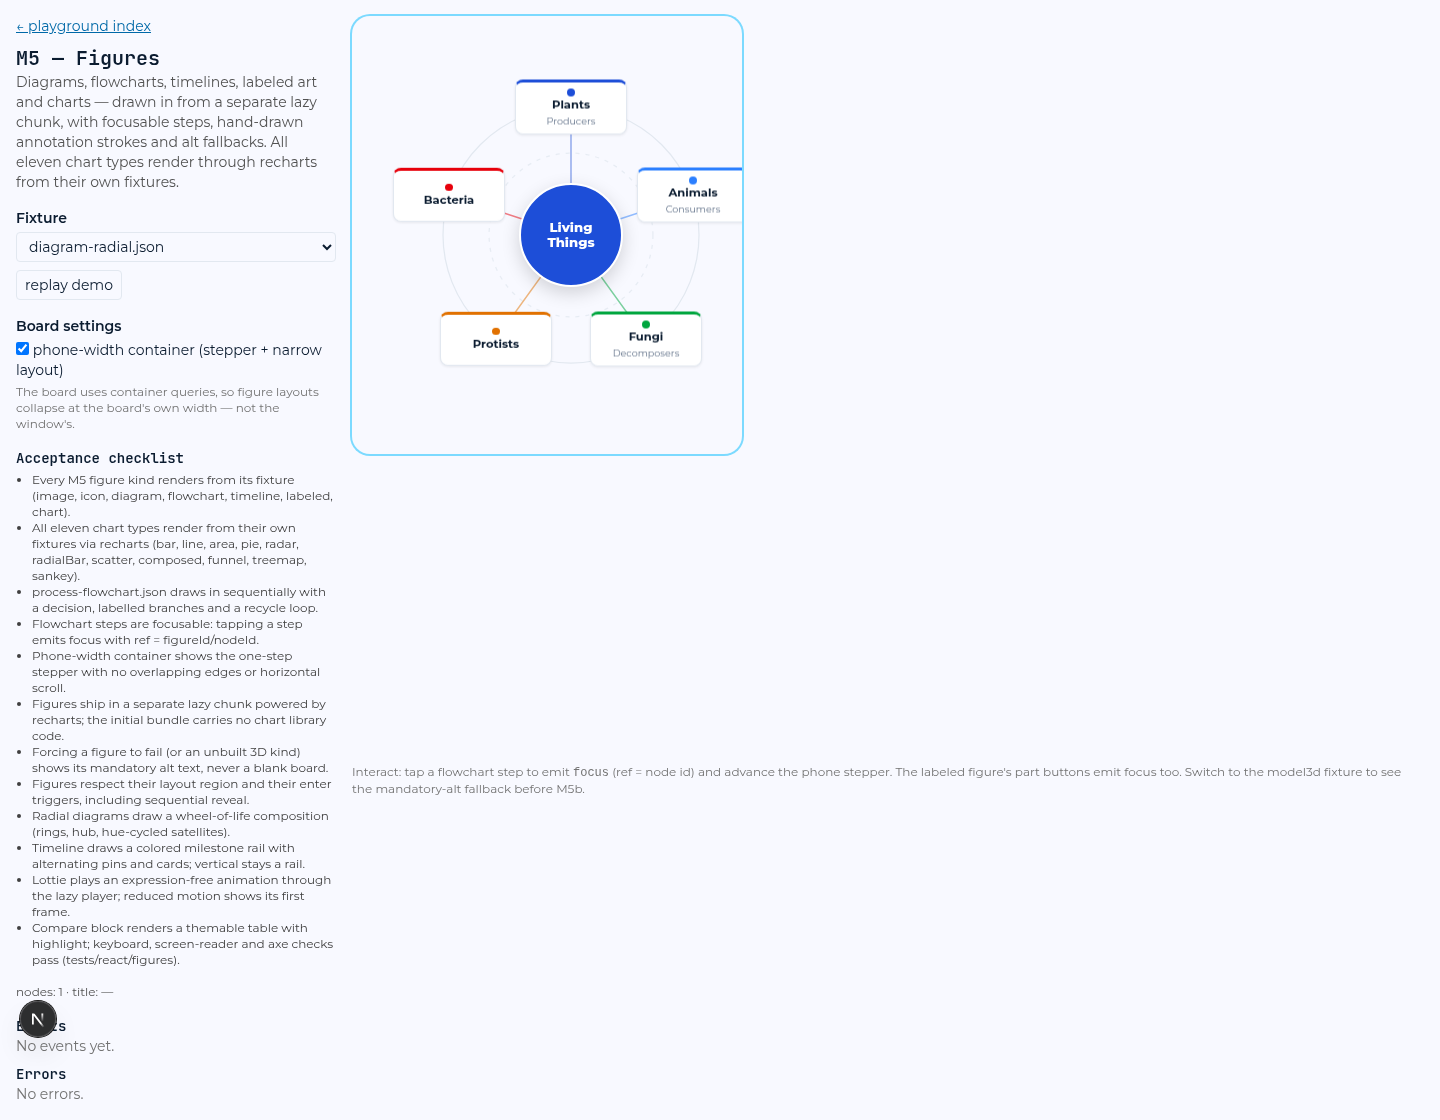 ← playground index
M5 — Figures
Diagrams, flowcharts, timelines, labeled art
and charts — drawn in from a separate lazy
chunk, with focusable steps, hand-drawn
annotation strokes and alt fallbacks. All
eleven chart types render through recharts
from their own fixtures.
Fixture
diagram-radial.json
replay demo
Board settings
phone-width container (stepper + narrow
layout)
The board uses container queries, so figure layouts
collapse at the board's own width — not the
window's.
Acceptance checklist
• Every M5 figure kind renders from its fixture
(image, icon, diagram, flowchart, timeline, labeled,
chart).
• All eleven chart types render from their own
fixtures via recharts (bar, line, area, pie, radar,
radialBar, scatter, composed, funnel, treemap,
sankey).
• process-flowchart.json draws in sequentially with
a decision, labelled branches and a recycle loop.
• Flowchart steps are focusable: tapping a step
emits focus with ref = figureId/nodeId.
• Phone-width container shows the one-step
stepper with no overlapping edges or horizontal
scroll.
• Figures ship in a separate lazy chunk powered by
recharts; the initial bundle carries no chart library
code.
• Forcing a figure to fail (or an unbuilt 3D kind)
shows its mandatory alt text, never a blank board.
• Figures respect their layout region and their enter
triggers, including sequential reveal.
• Radial diagrams draw a wheel-of-life composition
(rings, hub, hue-cycled satellites).
• Timeline draws a colored milestone rail with
alternating pins and cards; vertical stays a rail.
• Lottie plays an expression-free animation through
the lazy player; reduced motion shows its first
frame.
• Compare block renders a themable table with
highlight; keyboard, screen-reader and axe checks
pass (tests/react/figures).
nodes: 1 · title: —
No events yet.
Errors
No errors.
Plants
Producers
Bacteria
Animals
Consumers
Living
Things
Protists
Fungi
Decomposers
Interact: tap a flowchart step to emit focus (ref = node id) and advance the phone stepper. The labeled figure's part buttons emit focus too. Switch to the model3d fixture to see
the mandatory-alt fallback before M5b.
N